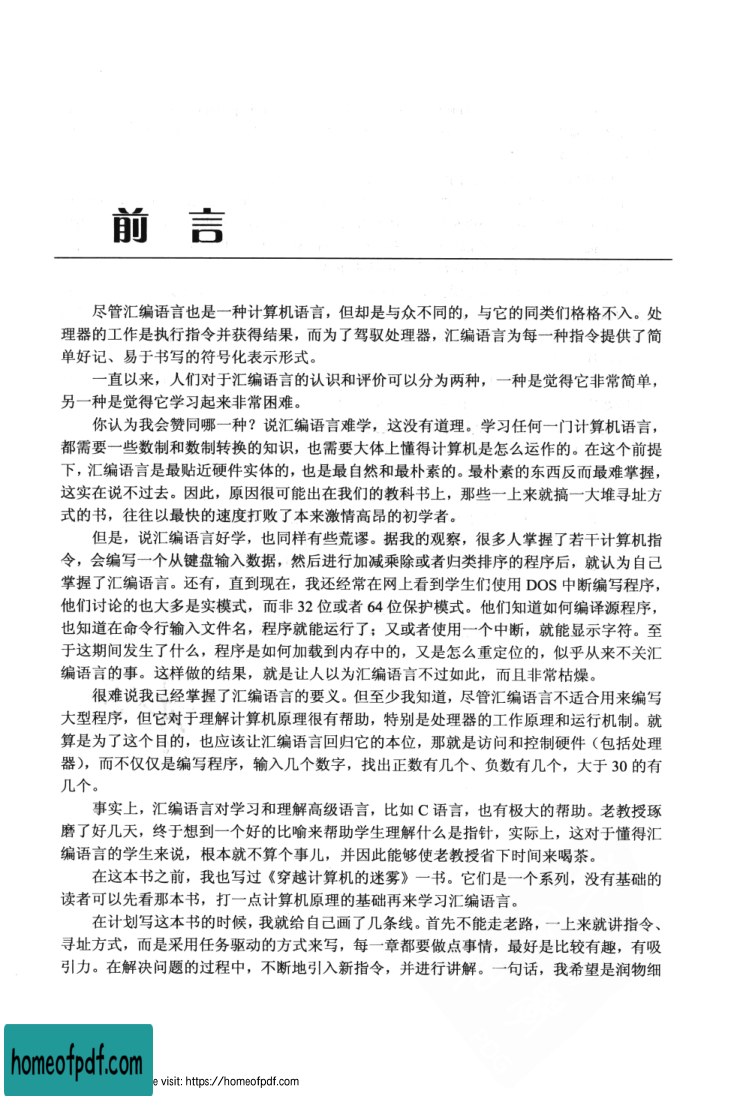 前 言
尽管汇编语言也是一种计算机语言，但却是与众不同的，与它的同类们格格不入。处
理器的工作是执行指令并获得结果，而为了驾驭处理器，汇编语言为每一种指令提供了简
单好记、易于书写的符号化表示形式。
一直以来，人们对于汇编语言的认识和评价可以分为两种，一种是觉得它非常简单，
另一种是觉得它学习起来非常困难。
你认为我会赞同哪一种？说汇编语言难学，这没有道理。学习任何一门计算机语言，
都需要一些数制和数制转换的知识，也需要大体上懂得计算机是怎么运作的。在这个前提
下，汇编语言是最贴近硬件实体的，也是最自然和最朴素的。最朴素的东西反而最难掌握，
这实在说不过去。因此，原因很可能出在我们的教科书上，那些一上来就搞一大堆寻址方
式的书，往往以最快的速度打败了本来激情高昂的初学者。
但是，说汇编语言好学，也同样有些荒谬。据我的观察，很多人掌握了若干计算机指
令，会编写一个从键盘输入数据，然后进行加减乘除或者归类排序的程序后，就认为自己
掌握了汇编语言。还有，直到现在，我还经常在网上看到学生们使用 DOS 中断编写程序，
他们讨论的也大多是实模式，而非 32 位或者 64 位保护模式。他们知道如何编译源程序，
也知道在命令行输入文件名，程序就能运行了；又或者使用一个中断，就能显示字符。至
于这期间发生了什么，程序是如何加载到内存中的，又是怎么重定位的，似乎从来不关汇
编语言的事。这样做的结果，就是让人以为汇编语言不过如此，而且非常枯燥。
很难说我已经掌握了汇编语言的要义。但至少我知道，尽管汇编语言不适合用来编写
大型程序，但它对于理解计算机原理很有帮助，特别是处理器的工作原理和运行机制。就
算是为了这个目的，也应该让汇编语言回归它的本位，那就是访问和控制硬件（包括处理
器），而不仅仅是编写程序，输入几个数字，找出正数有几个、负数有几个，大于 30 的有
几个。
事实上，汇编语言对学习和理解高级语言，比如 C 语言，也有极大的帮助。老教授琢
磨了好几天，终于想到一个好的比喻来帮助学生理解什么是指针，实际上，这对于懂得汇
编语言的学生来说，根本就不算个事儿，并因此能够使老教授省下时间来喝茶。
在这本书之前，我也写过《穿越计算机的迷雾》一书。它们是一个系列，没有基础的
读者可以先看那本书，打一点计算机原理的基础再来学习汇编语言。
在计划写这本书的时候，我就给自己画了几条线。首先不能走老路，一上来就讲指令、
寻址方式，而是采用任务驱动的方式来写，每一章都要做点事情，最好是比较有趣，有吸
引力。在解决问题的过程中，不断地引入新指令，并进行讲解。一句话，我希望是润物细
homeofpdf.com
e visit: https://homeofpdf.com